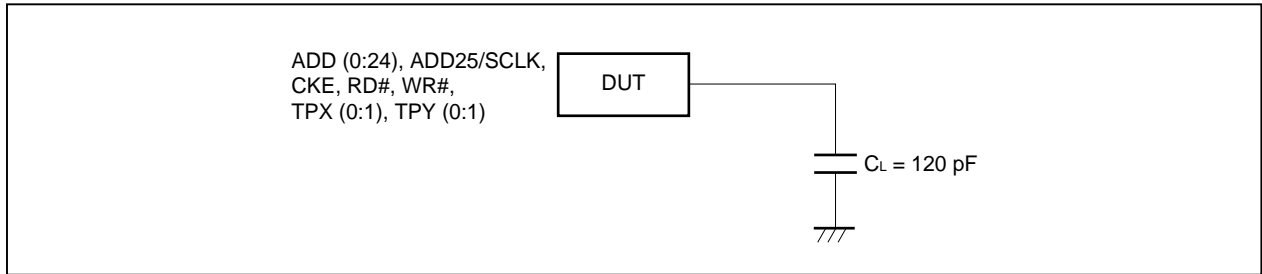 ADD (0:24), ADD25/SCLK,
CKE, RD#, WR#,
TPX (0:1), TPY (0:1)
DUT
CL = 120 pF